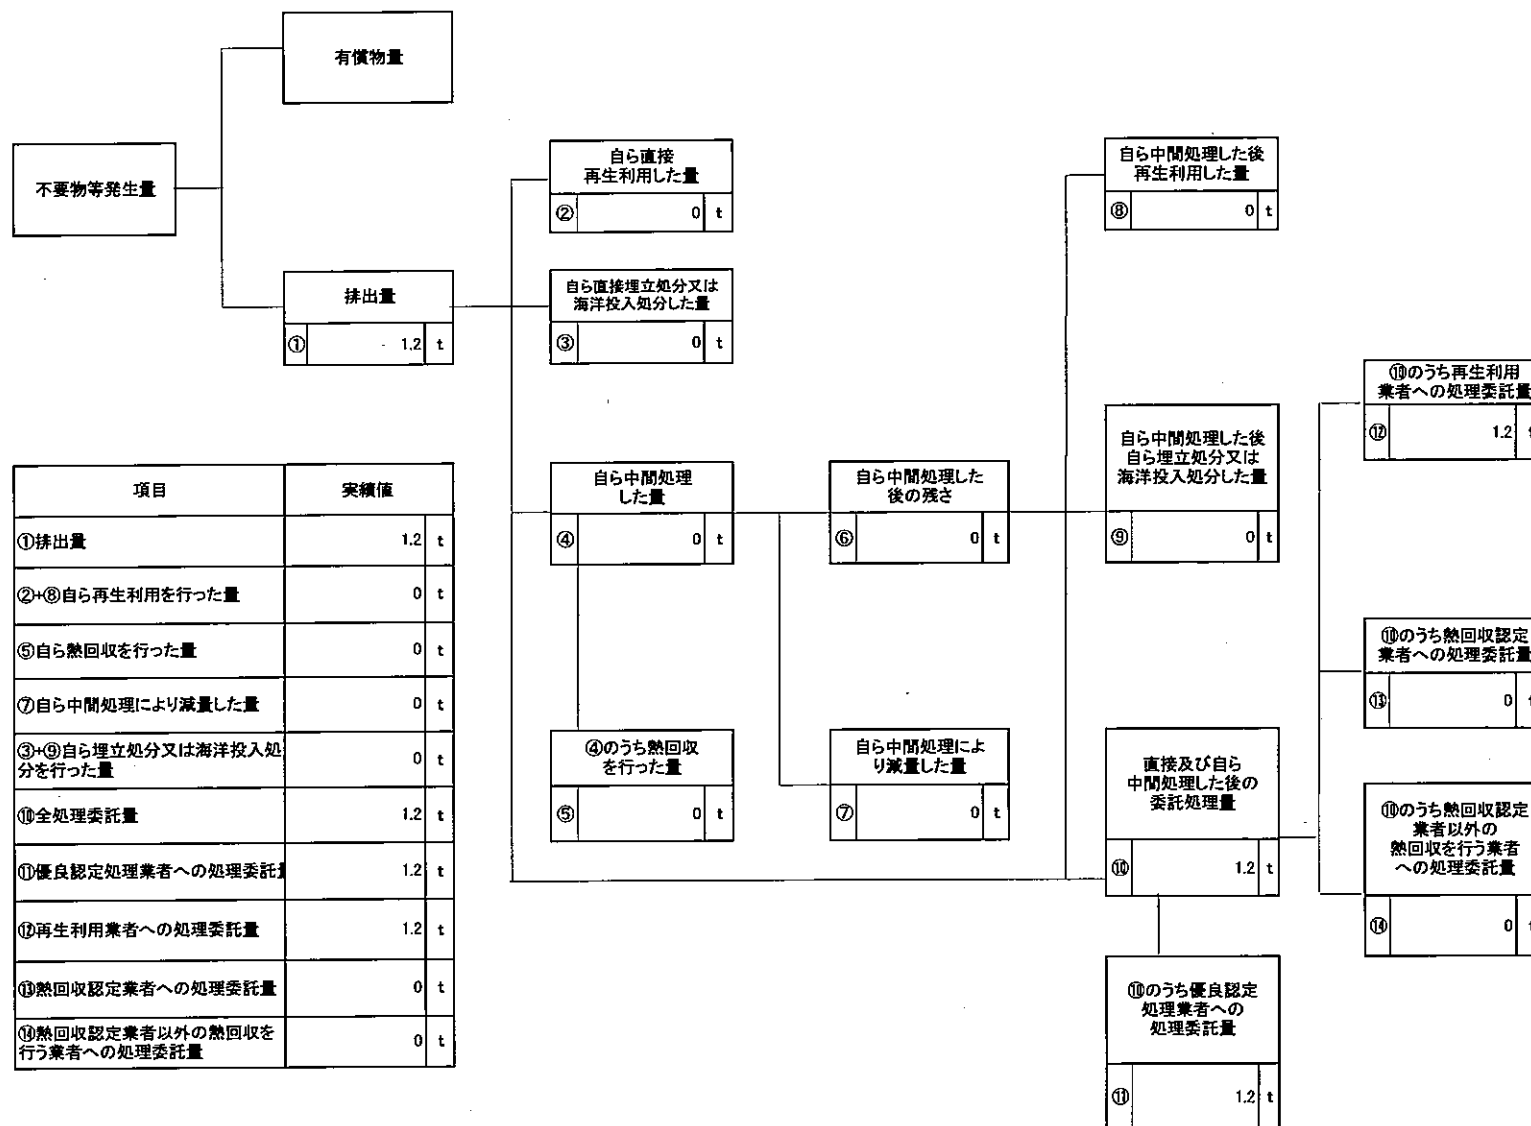 有償物量
不要物等発生量
排出量
① 1.2 t
自ら直接
再生利用した量
② 0 t
自ら直接埋立処分又は
海洋投入処分した量
③ 0 t
自ら中間処理
した量
④ 0 t
④のうち熱回収
を行った量
⑤ 0 t
自ら中間処理した
後の残さ
⑥ 0 t
自ら中間処理によ
り減量した量
⑦ 0 t
自ら中間処理した後
再生利用した量
⑧ 0 t
自ら中間処理した後
自ら埋立処分又は
海洋投入処分した量
⑨ 0 t
直接及び自ら
中間処理した後の
委託処理量
⑩ 1.2 t
⑩のうち優良認定
処理業者への
処理委託量
⑪ 1.2 t
⑩のうち再生利用
業者への処理委託量
⑫ 1.2
⑩のうち熱回収認定
業者への処理委託量
⑬ 0
⑩のうち熱回収認定
業者以外の
熱回収を行う業者
への処理委託量
⑭ 0
項目 実績値
①排出量 1.2 t
②+⑧自ら再生利用を行った量 0 t
⑤自ら熱回収を行った量 0 t
⑦自ら中間処理により減量した量 0 t
③+⑨自ら埋立処分又は海洋投入処
分を行った量 0 t
⑩全処理委託量 1.2 t
⑪優良認定処理業者への処理委託 1.2 t
⑫再生利用業者への処理委託量 1.2 t
⑬熱回収認定業者への処理委託量 0 t
⑭熱回収認定業者以外の熱回収を
行う業者への処理委託量 0 t